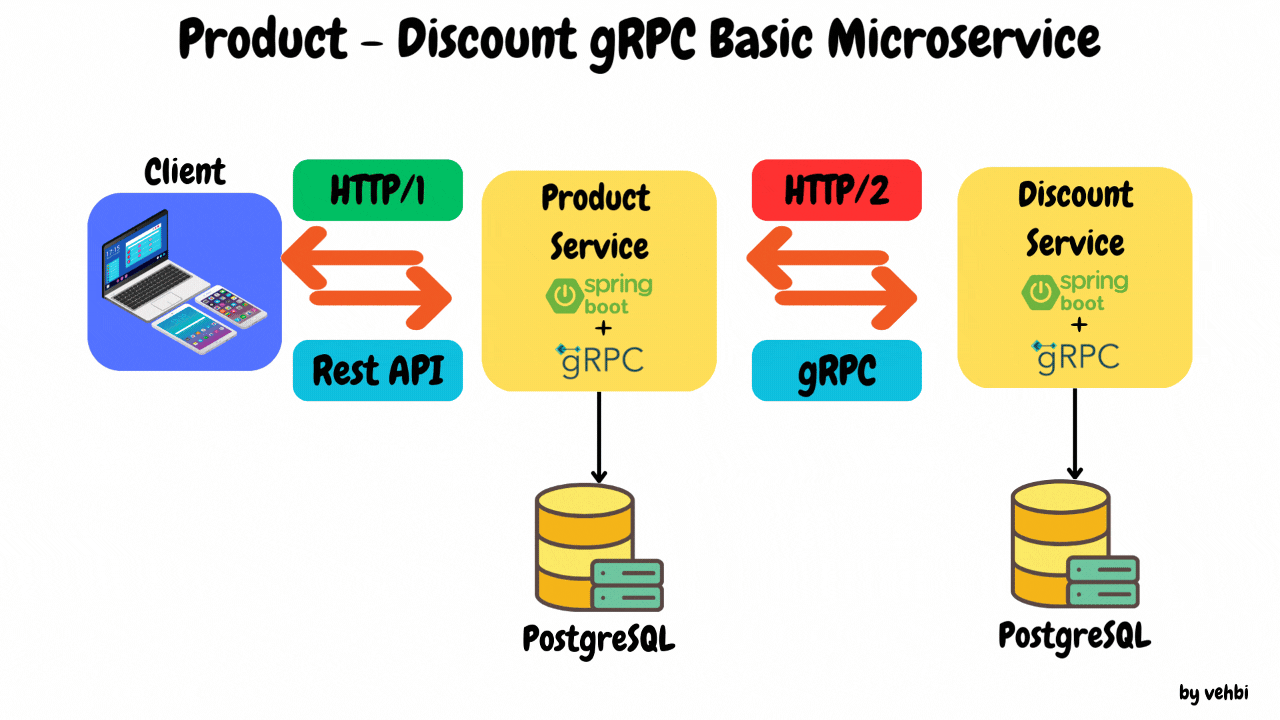 Product - Discount gRPC Basic Microservice
Client
HTTP/1
Rest API
Product
Service
spring
boot
+
gRPC
HTTP/2
gRPC
Discount
Service
spring
boot
+
gRPC
PostgreSQL
PostgreSQL
by vehbi